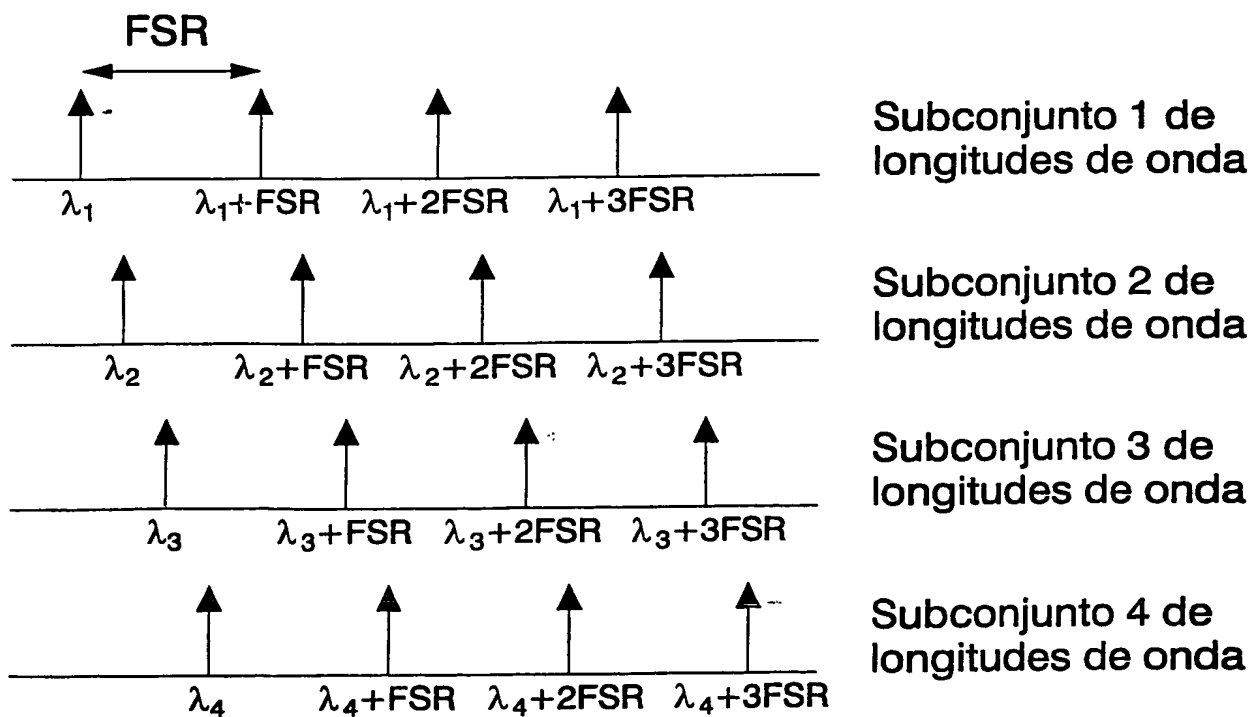 FSR
Subconjunto 1 de
longitudes de onda
λ₁ λ₁+FSR λ₁+2FSR λ₁+3FSR
Subconjunto 2 de
longitudes de onda
λ₂ λ₂+FSR λ₂+2FSR λ₂+3FSR
Subconjunto 3 de
longitudes de onda
λ₃ λ₃+FSR λ₃+2FSR λ₃+3FSR
Subconjunto 4 de
longitudes de onda
λ₄ λ₄+FSR λ₄+2FSR λ₄+3FSR